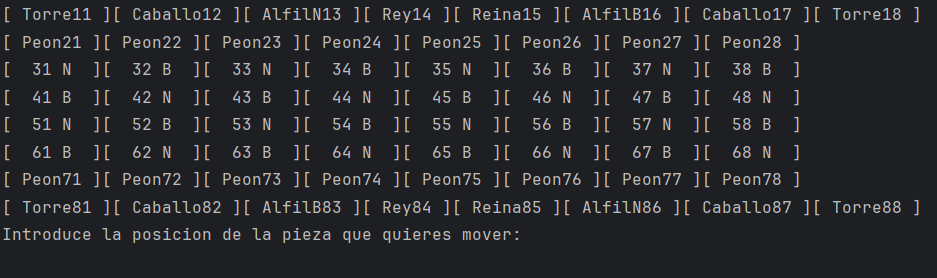 [ Torre11 ][ Caballo12 ][ AlfilN13 ][ Rey14 ][ Reina15 ][ AlfilB16 ][ Caballo17 ][ Torre18 ]
[ Peon21 ][ Peon22 ][ Peon23 ][ Peon24 ][ Peon25 ][ Peon26 ][ Peon27 ][ Peon28 ]
[  31 N  ][  32 B  ][  33 N  ][  34 B  ][  35 N  ][  36 B  ][  37 N  ][  38 B  ]
[  41 B  ][  42 N  ][  43 B  ][  44 N  ][  45 B  ][  46 N  ][  47 B  ][  48 N  ]
[  51 N  ][  52 B  ][  53 N  ][  54 B  ][  55 N  ][  56 B  ][  57 N  ][  58 B  ]
[  61 B  ][  62 N  ][  63 B  ][  64 N  ][  65 B  ][  66 N  ][  67 B  ][  68 N  ]
[ Peon71 ][ Peon72 ][ Peon73 ][ Peon74 ][ Peon75 ][ Peon76 ][ Peon77 ][ Peon78 ]
[ Torre81 ][ Caballo82 ][ AlfilB83 ][ Rey84 ][ Reina85 ][ AlfilN86 ][ Caballo87 ][ Torre88 ]
Introduce la posicion de la pieza que quieres mover: